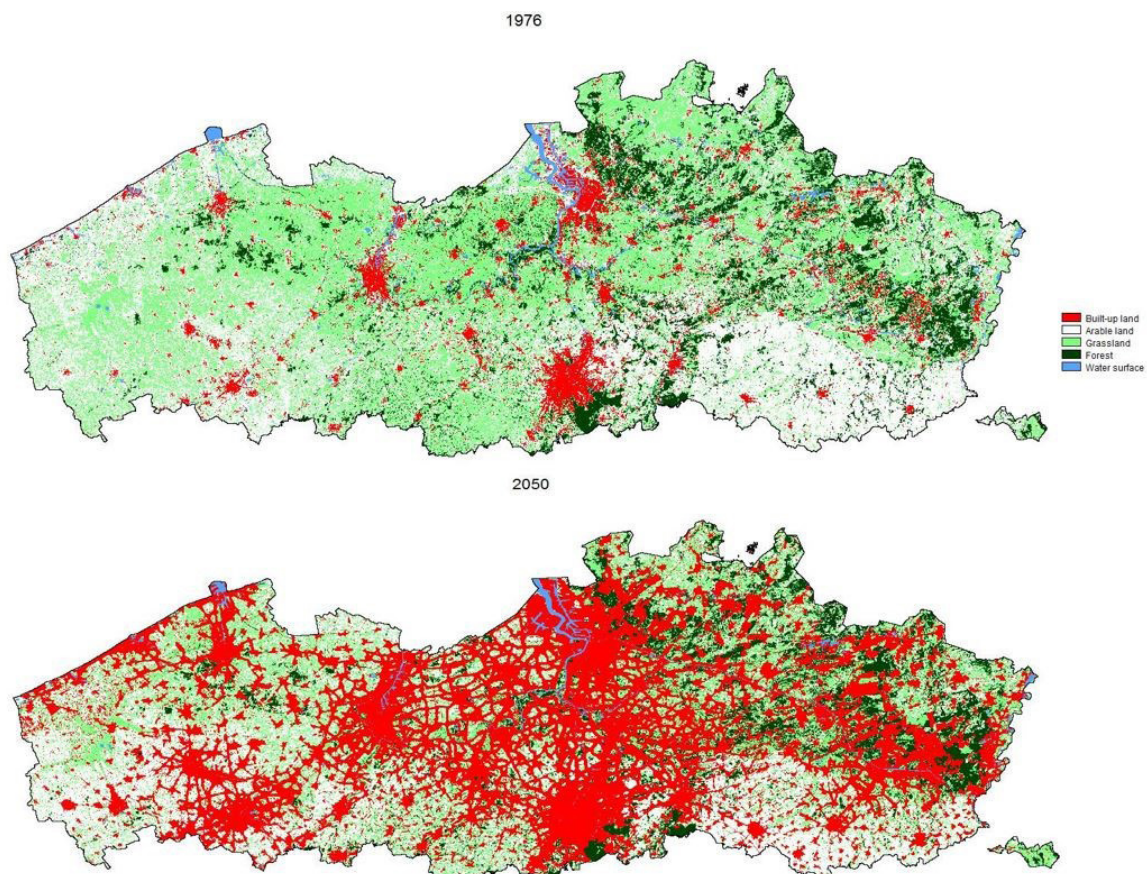 1976
Built-up land
Arable land
Grassland
Forest
Water surface
2050